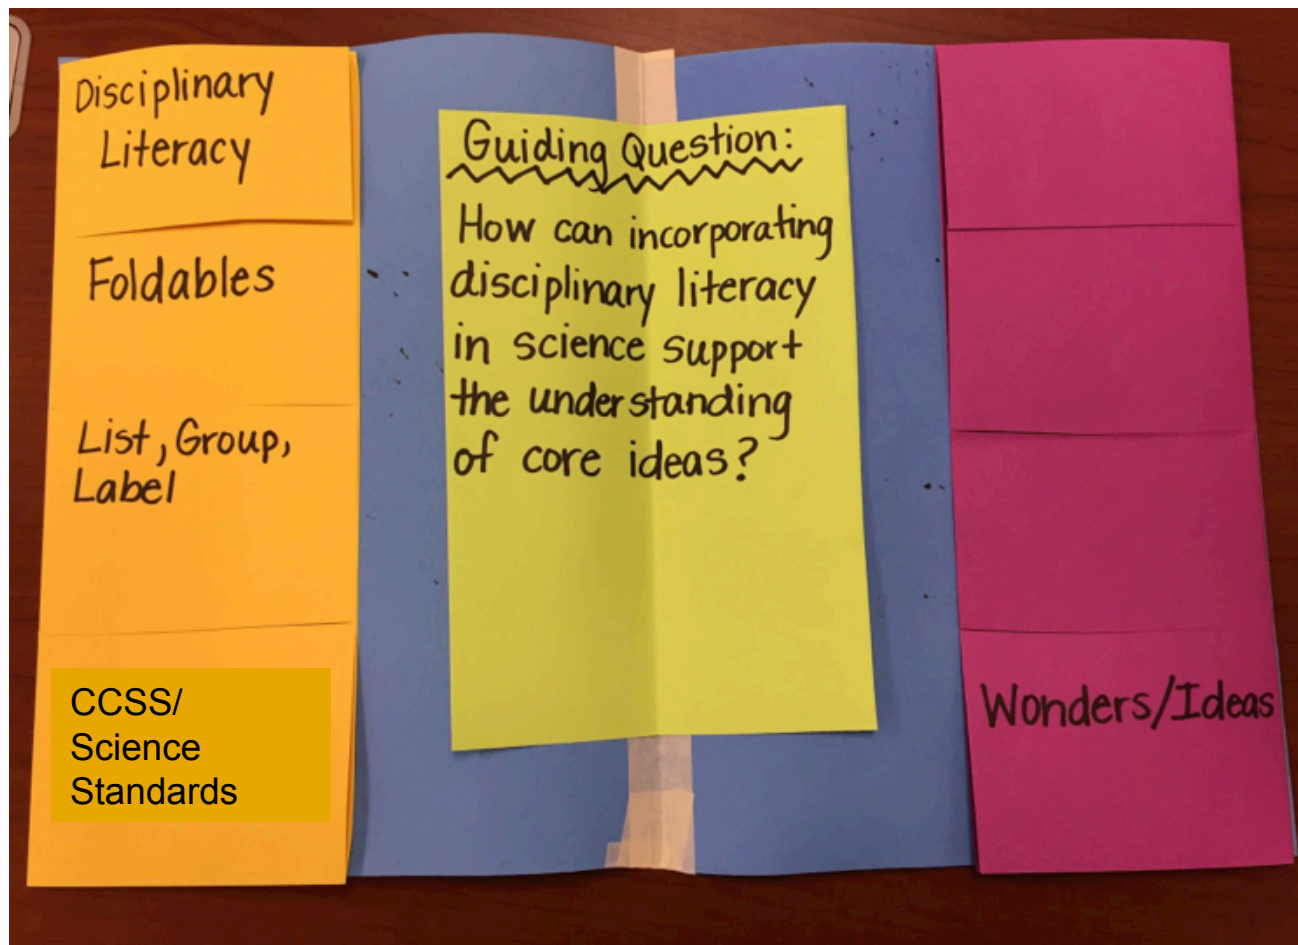 Disciplinary
Literacy
Foldables
List, Group,
Label
CCSS/
Science
Standards
Guiding Question:
How can incorporating
disciplinary literacy
in science support
the understanding
of core ideas?
Wonders/Ideas